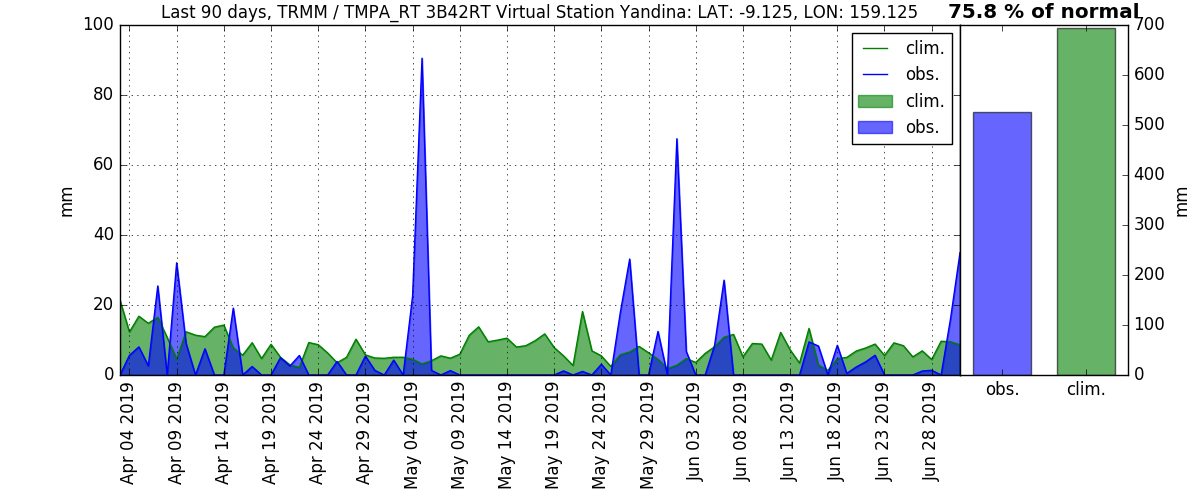 Last 90 days, TRMM / TMPA_RT 3B42RT Virtual Station Yandina: LAT: -9.125, LON: 159.125
75.8 % of normal
100
80
60
40
20
0
mm
clim.
obs.
clim.
obs.
700
600
500
400
300
200
100
0
mm
Apr 04 2019
Apr 09 2019
Apr 14 2019
Apr 19 2019
Apr 24 2019
Apr 29 2019
May 04 2019
May 09 2019
May 14 2019
May 19 2019
May 24 2019
May 29 2019
Jun 03 2019
Jun 08 2019
Jun 13 2019
Jun 18 2019
Jun 23 2019
Jun 28 2019
obs.
clim.